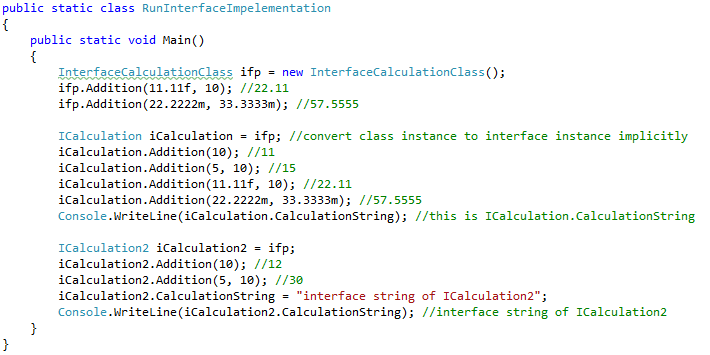 public static class RunInterfaceImpelementation
{
    public static void Main()
    {
        InterfaceCalculationClass ifp = new InterfaceCalculationClass();
        ifp.Addition(11.11f, 10); //22.11
        ifp.Addition(22.2222m, 33.3333m); //57.5555

        ICalculation iCalculation = ifp; //convert class instance to interface instance implicitly
        iCalculation.Addition(10); //11
        iCalculation.Addition(5, 10); //15
        iCalculation.Addition(11.11f, 10); //22.11
        iCalculation.Addition(22.2222m, 33.3333m); //57.5555
        Console.WriteLine(iCalculation.CalculationString); //this is ICalculation.CalculationString

        ICalculation2 iCalculation2 = ifp;
        iCalculation2.Addition(10); //12
        iCalculation2.Addition(5, 10); //30
        iCalculation2.CalculationString = "interface string of ICalculation2";
        Console.WriteLine(iCalculation2.CalculationString); //interface string of ICalculation2
    }
}